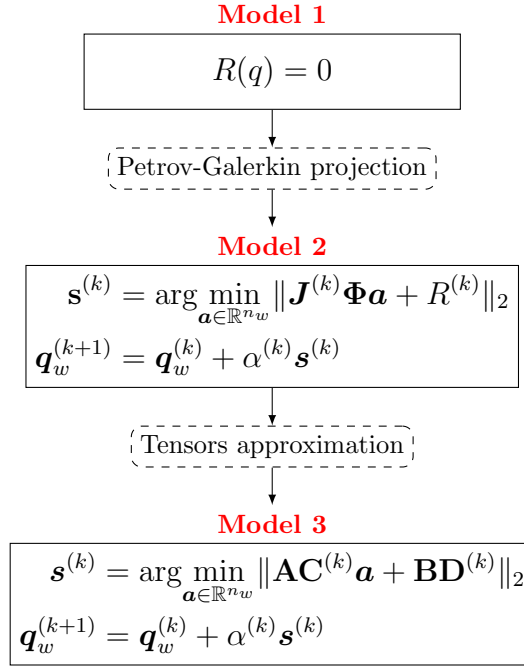 Model 1
R(q) = 0
Petrov-Galerkin projection
Model 2
s^{(k)} = arg min_{a∈ℝ^{n_w}} ‖J^{(k)}Φa + R^{(k)}‖_2
q_w^{(k+1)} = q_w^{(k)} + α^{(k)}s^{(k)}
Tensors approximation
Model 3
s^{(k)} = arg min_{a∈ℝ^{n_w}} ‖AC^{(k)}a + BD^{(k)}‖_2
q_w^{(k+1)} = q_w^{(k)} + α^{(k)}s^{(k)}